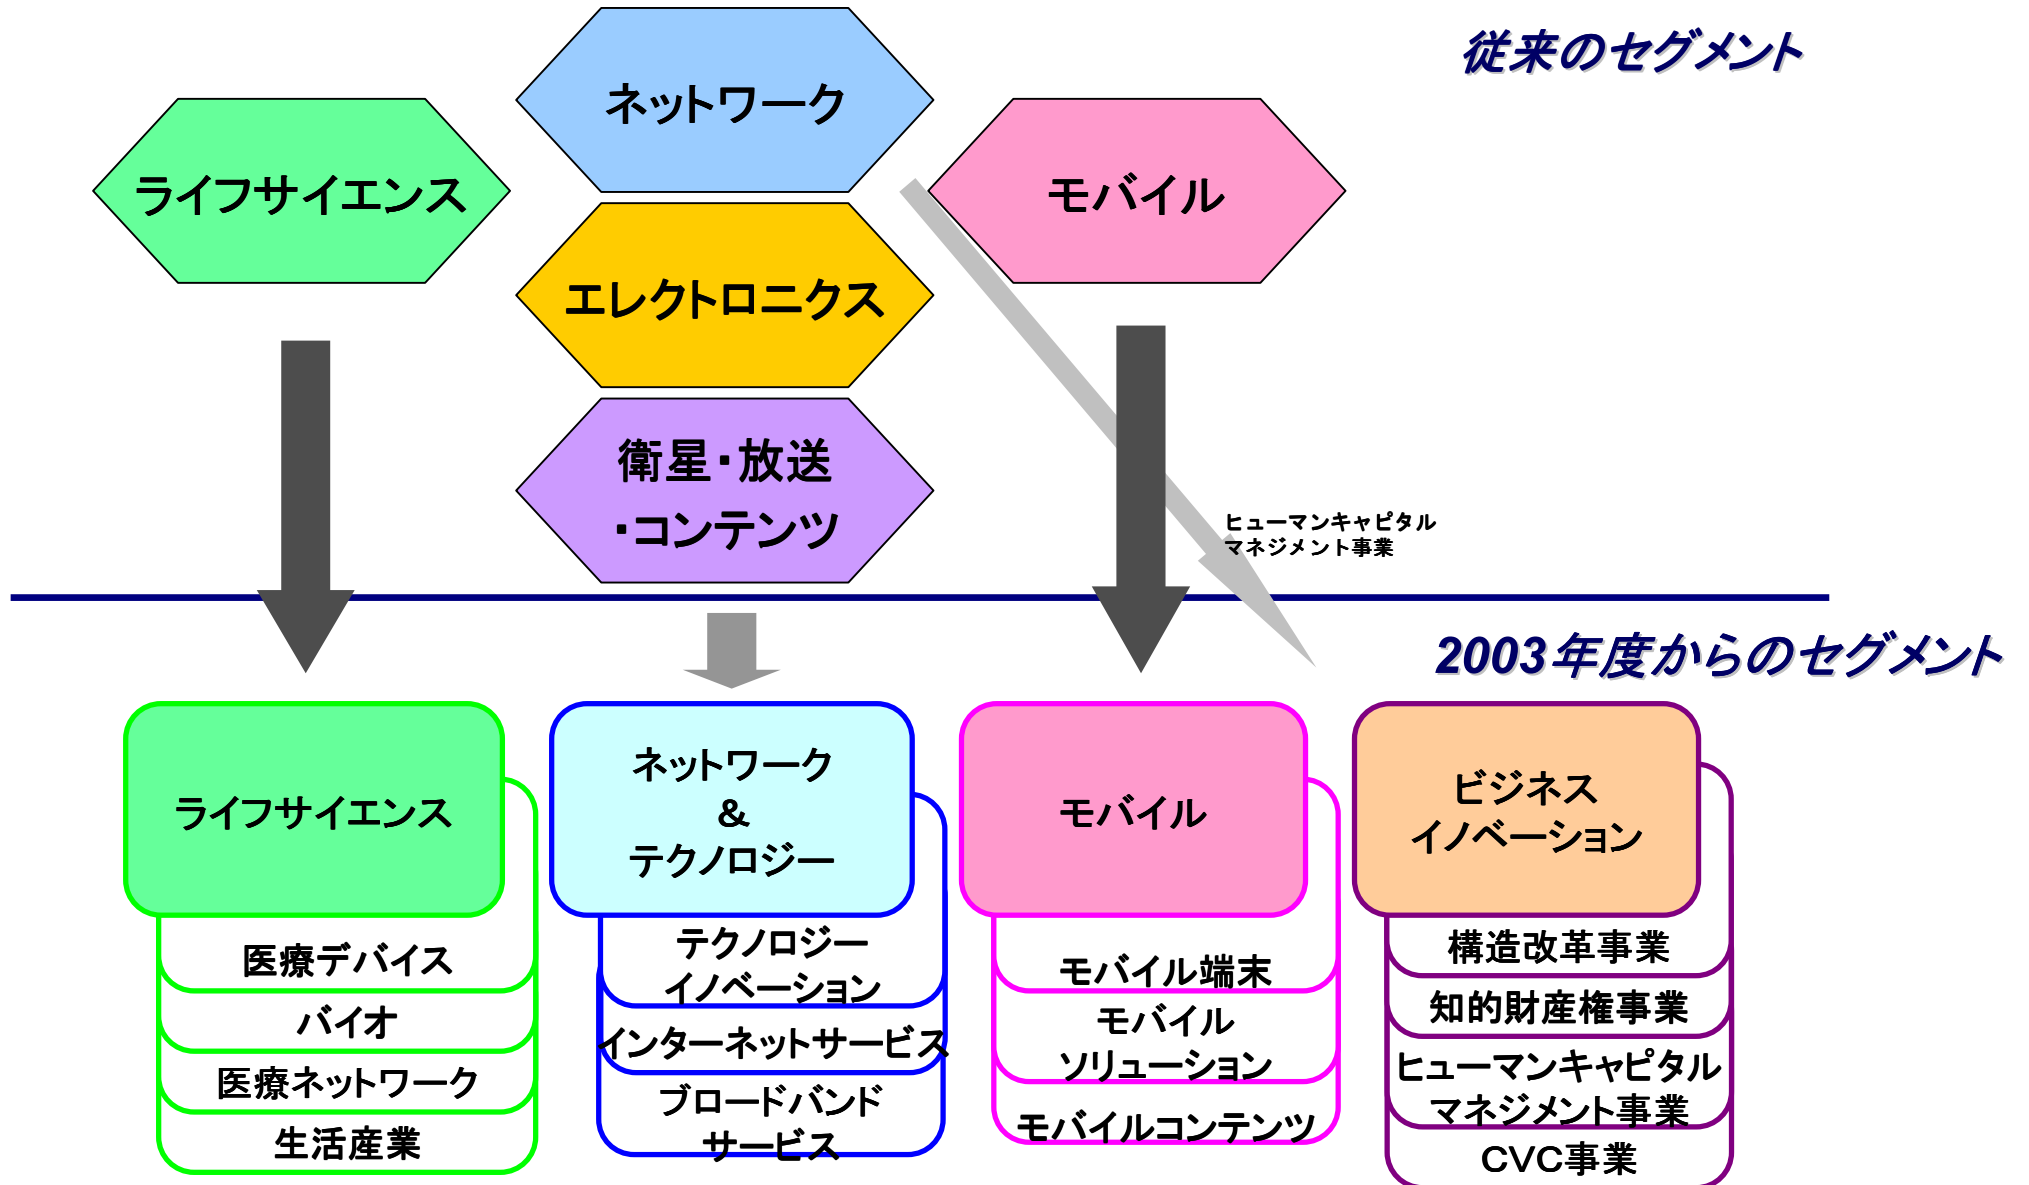 従来のセグメント
ネットワーク
ライフサイエンス
モバイル
エレクトロニクス
衛星・放送
・コンテンツ
ヒューマンキャピタル
マネジメント事業
2003年度からのセグメント
ライフサイエンス
医療デバイス
バイオ
医療ネットワーク
生活産業
ネットワーク
&
テクノロジー
テクノロジー
イノベーション
インターネットサービス
ブロードバンド
サービス
モバイル
モバイル端末
モバイル
ソリューション
モバイルコンテンツ
ビジネス
イノベーション
構造改革事業
知的財産権事業
ヒューマンキャピタル
マネジメント事業
CVC事業